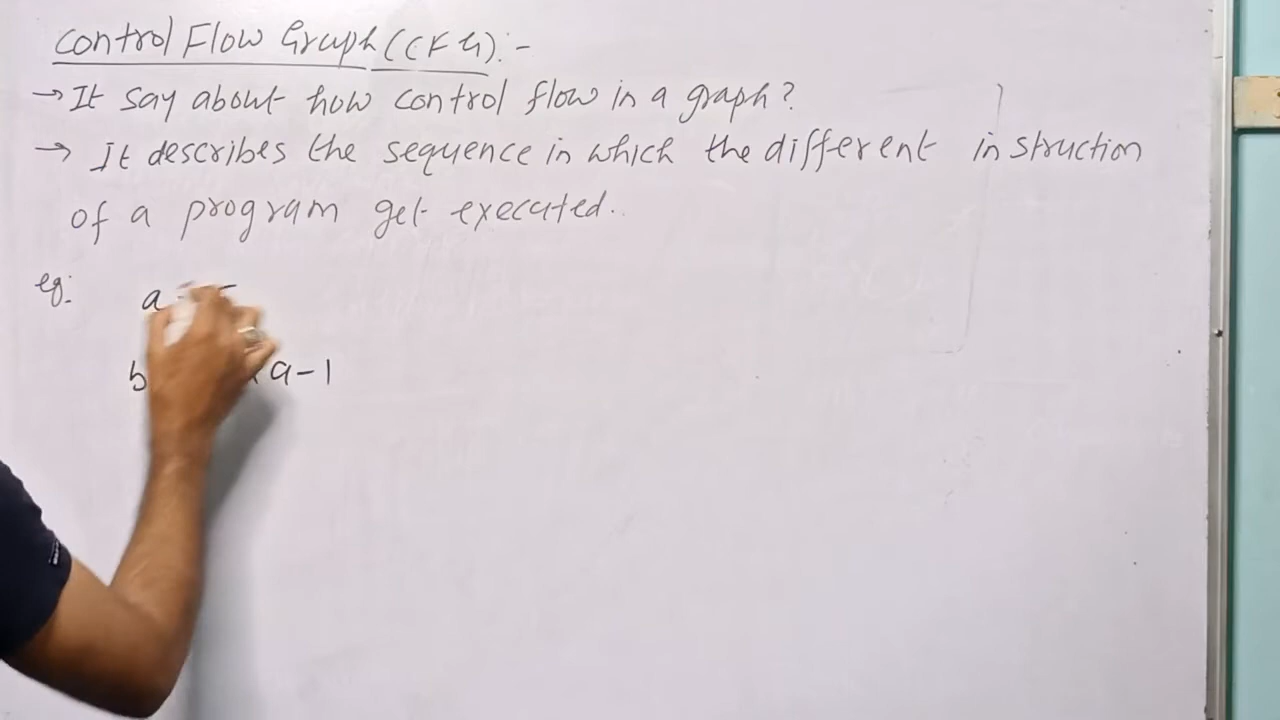 Control Flow Graph (CFG):-
→ It say about how control flow in a graph?
→ It describes the sequence in which the different instruction
of a program get executed..
eg: a
b a-1